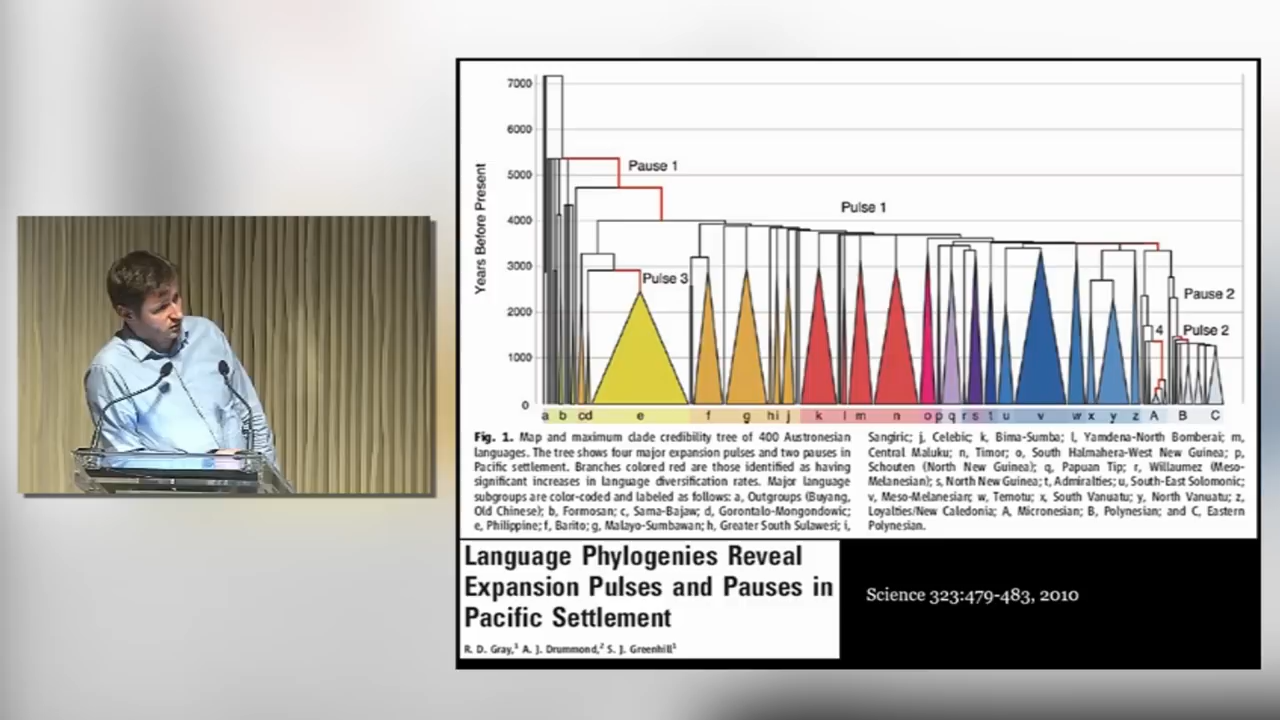 7000
6000
5000
4000
3000
2000
1000
0
Years Before Present
Pause 1
Pulse 1
Pulse 3
Pause 2
4
Pulse 2
a b cd e f g hi j k l m n o p q r s t u v w x y z A B C
Fig. 1. Map and maximum clade credibility tree of 400 Austronesian
languages. The tree shows four major expansion pulses and two pauses in
Pacific settlement. Branches colored red are those identified as having
significant increases in language diversification rates. Major language
subgroups are color-coded and labeled as follows: a, Outgroups (Buyang,
Old Chinese); b, Formosan; c, Sama-Bajaw; d, Gorontalo-Mongondowic;
e, Philippine; f, Barito; g, Malayo-Sumbawan; h, Greater South Sulawesi; i,
Sangiric; j, Celebic; k, Bima-Sumba; l, Yamdena-North Bomberai; m,
Central Maluku; n, Timor; o, South Halmahera-West New Guinea; p,
Schouten (North New Guinea); q, Papuan Tip; r, Willaumez (Meso-
Melanesian); s, North New Guinea; t, Admiralties; u, South-East Solomonic;
v, Meso-Melanesian; w, Temotu; x, South Vanuatu; y, North Vanuatu; z,
Loyalties/New Caledonia; A, Micronesian; B, Polynesian; and C, Eastern
Polynesian.
Language Phylogenies Reveal
Expansion Pulses and Pauses in
Pacific Settlement
R. D. Gray,¹ A. J. Drummond,² S. J. Greenhill¹
Science 323:479-483, 2010